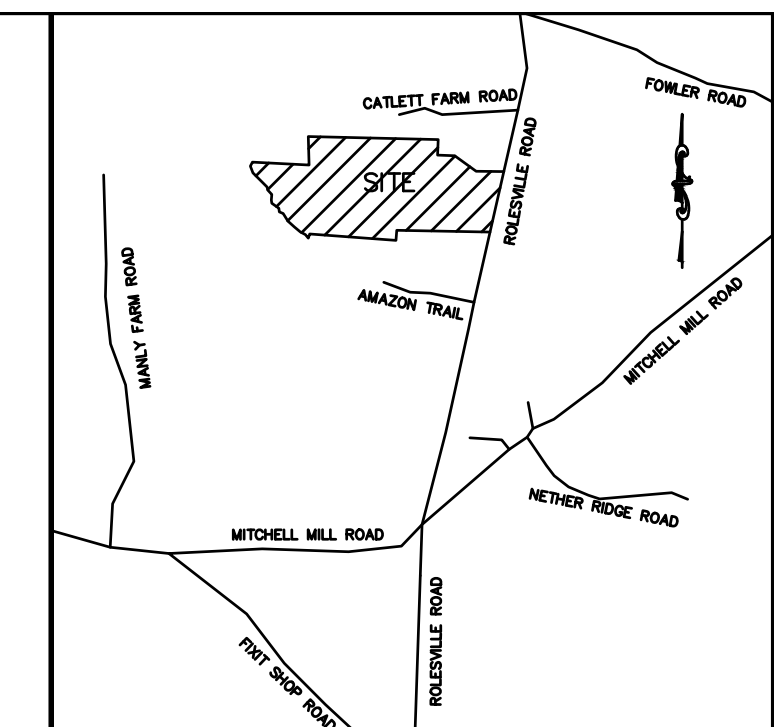 CATLETT FARM ROAD
FOWLER ROAD
ROLESVILLE ROAD
SITE
MANLY FARM ROAD
AMAZON TRAIL
MITCHELL MILL ROAD
NETHER RIDGE ROAD
MITCHELL MILL ROAD
ROLESVILLE ROAD
FIXIT SHOP ROAD